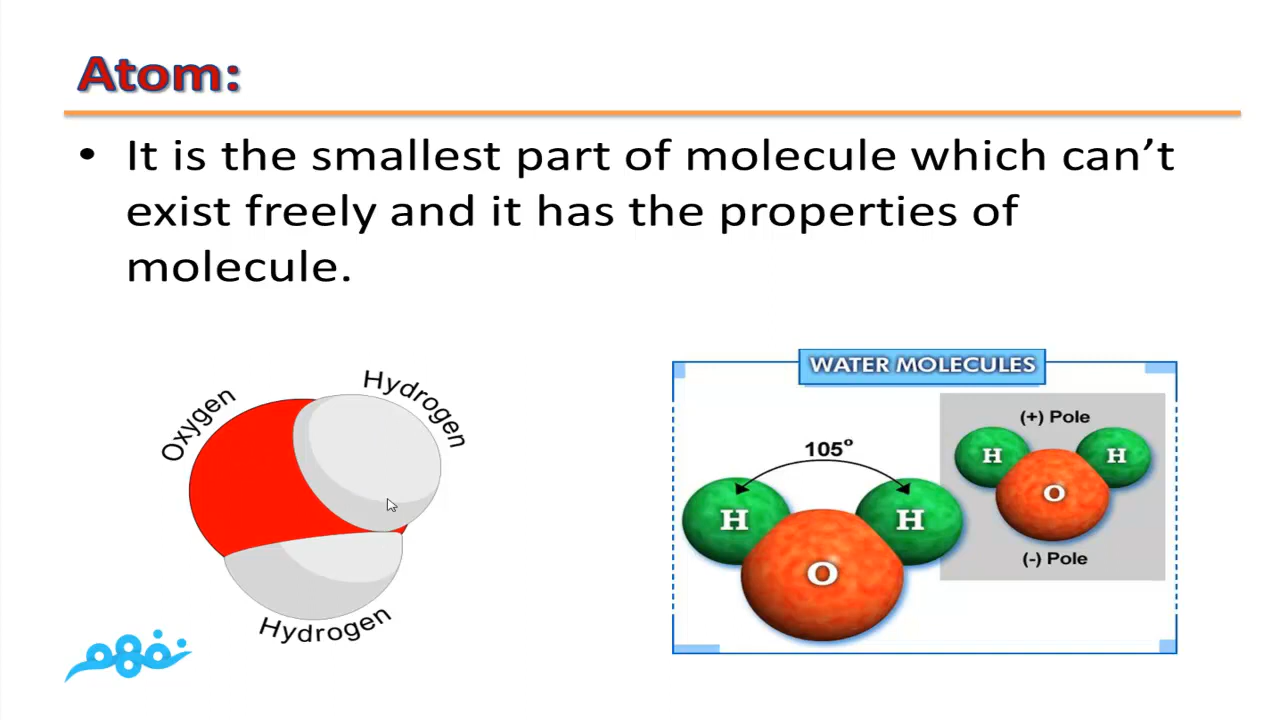 Atom:
• It is the smallest part of molecule which can’t
exist freely and it has the properties of
molecule.
Oxygen
Hydrogen
Hydrogen
WATER MOLECULES
105°
H
H
O
(+) Pole
H
H
O
(-) Pole
نفهم